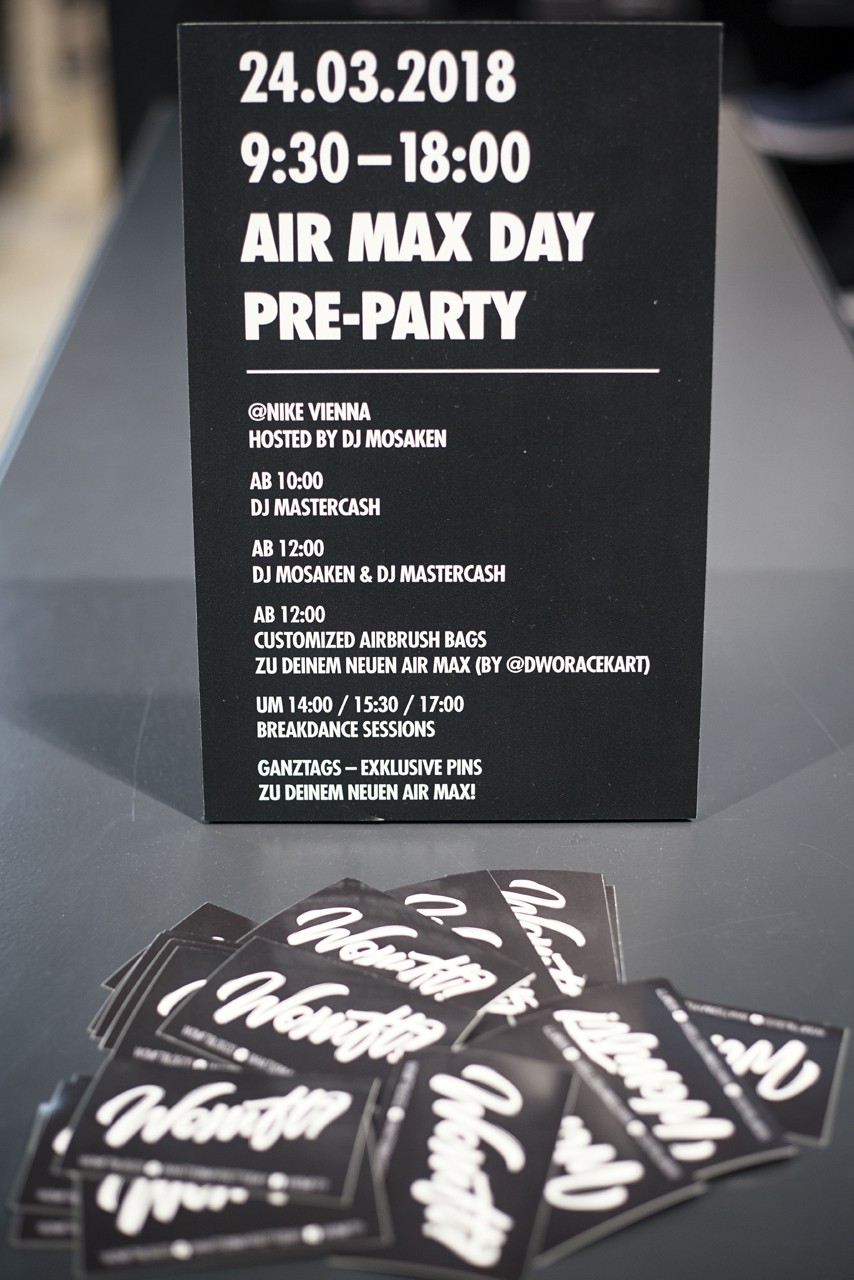 24.03.2018
9:30 – 18:00
AIR MAX DAY
PRE-PARTY
@NIKE VIENNA
HOSTED BY DJ MOSAKEN
AB 10:00
DJ MASTERCASH
AB 12:00
DJ MOSAKEN & DJ MASTERCASH
AB 12:00
CUSTOMIZED AIRBRUSH BAGS
ZU DEINEM NEUEN AIR MAX (BY @DWORACEKART)
UM 14:00 / 15:30 / 17:00
BREAKDANCE SESSIONS
GANZTAGS – EXKLUSIVE PINS
ZU DEINEM NEUEN AIR MAX!